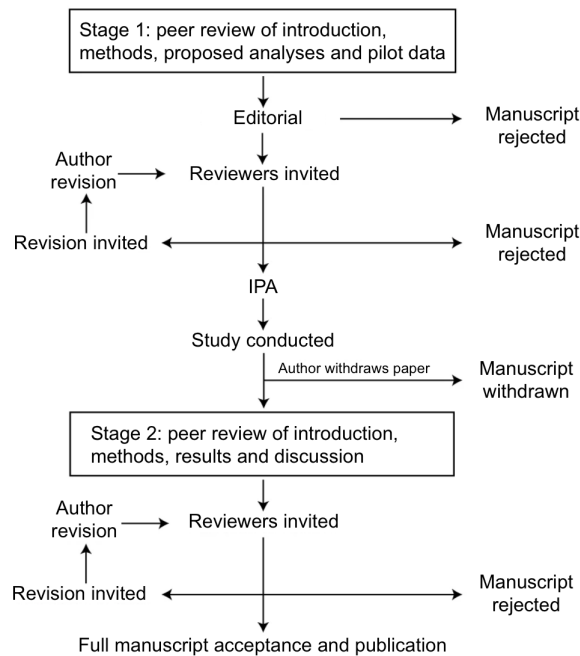 Stage 1: peer review of introduction,
methods, proposed analyses and pilot data
Editorial
Manuscript
rejected
Author
revision
Reviewers invited
Revision invited
Manuscript
rejected
IPA
Study conducted
Author withdraws paper
Manuscript
withdrawn
Stage 2: peer review of introduction,
methods, results and discussion
Author
revision
Reviewers invited
Revision invited
Manuscript
rejected
Full manuscript acceptance and publication